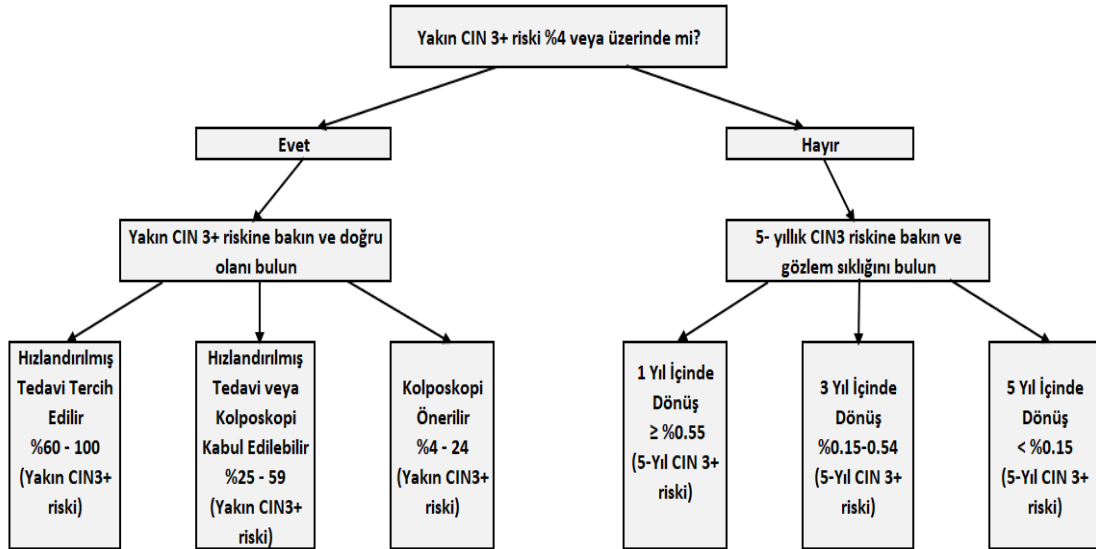 Yakın CIN 3+ riski %4 veya üzerinde mi?
Evet
Hayır
Yakın CIN 3+ riskine bakın ve doğru
olanı bulun
5- yıllık CIN3 riskine bakın ve
gözlem sıklığını bulun
Hızlandırılmış
Tedavi Tercih
Edilir
%60 - 100
(Yakın CIN3+
riski)
Hızlandırılmış
Tedavi veya
Kolposkopi
Kabul Edilebilir
%25 - 59
(Yakın CIN3+
riski)
Kolposkopi
Önerilir
%4 - 24
(Yakın CIN3+
riski)
1 Yıl İçinde
Dönüş
≥ %0.55
(5-Yıl CIN 3+
riski)
3 Yıl İçinde
Dönüş
%0.15-0.54
(5-Yıl CIN 3+
riski)
5 Yıl İçinde
Dönüş
< %0.15
(5-Yıl CIN 3+
riski)